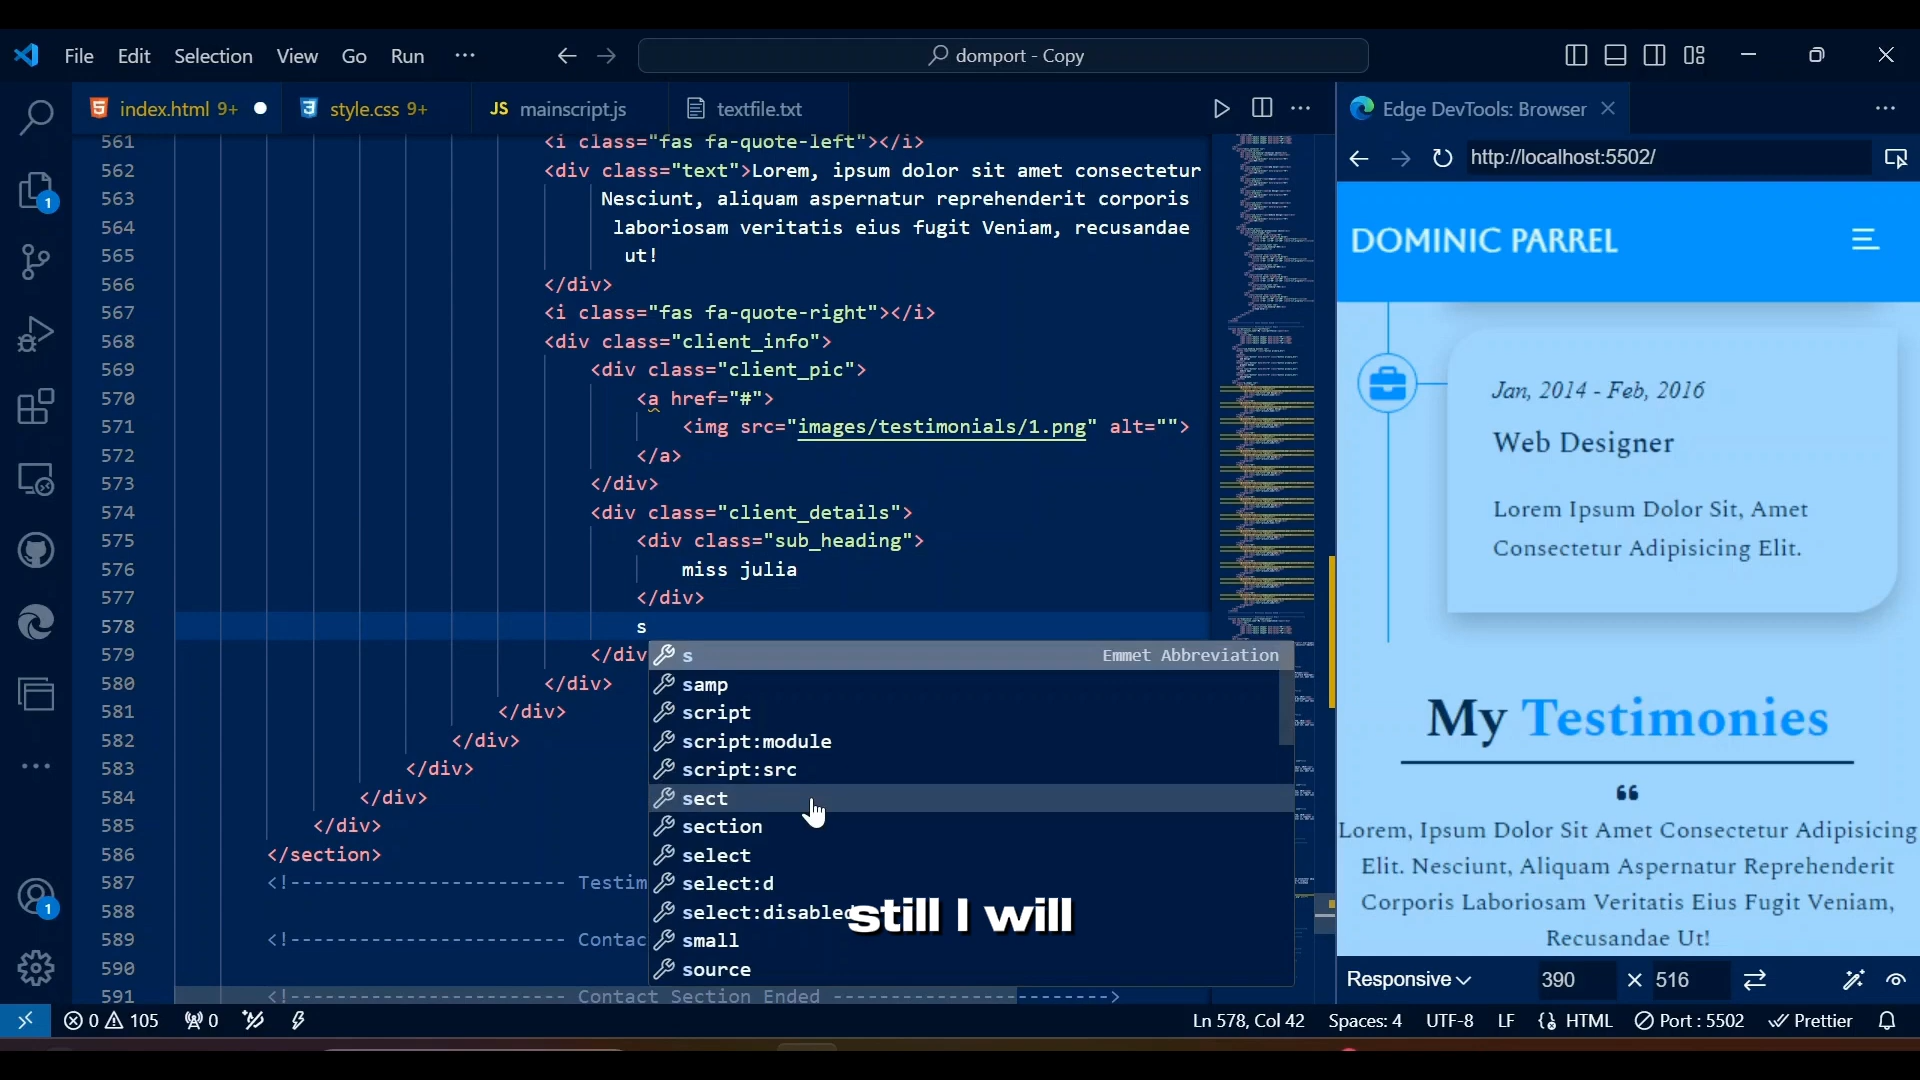 File Edit Selection View Go Run ···
domport - Copy
index.html 9+
style.css 9+
JS mainscript.js
textfile.txt
Edge DevTools: Browser
561 <i class="fas fa-quote-left"></i>
562 <div class="text">Lorem, ipsum dolor sit amet consectetur
563 Nesciunt, aliquam aspernatur reprehenderit corporis
564 laboriosam veritatis eius fugit Veniam, recusandae
565 ut!
566 </div>
567 <i class="fas fa-quote-right"></i>
568 <div class="client_info">
569 <div class="client_pic">
570 <a href="#">
571 <img src="images/testimonials/1.png" alt="">
572 </a>
573 </div>
574 <div class="client_details">
575 <div class="sub_heading">
576 miss julia
577 </div>
578 s
579 </div
580 </div>
581 </div>
582 </div>
583 </div>
584 </div>
585 </div>
586 </section>
587 <!------------------------ Testim
588
589 <!------------------------ Contac
590
591 <!------------------------ Contact Section Ended ------------------------>
s Emmet Abbreviation
samp
script
script:module
script:src
sect
section
select
select:d
select:disabled
small
source
still I will
http://localhost:5502/
DOMINIC PARREL
Jan, 2014 - Feb, 2016
Web Designer
Lorem Ipsum Dolor Sit, Amet
Consectetur Adipisicing Elit.
My Testimonies
❝
Lorem, Ipsum Dolor Sit Amet Consectetur Adipisicing
Elit. Nesciunt, Aliquam Aspernatur Reprehenderit
Corporis Laboriosam Veritatis Eius Fugit Veniam,
Recusandae Ut!
Responsive 390 × 516
1
1
0 105 0
Ln 578, Col 42 Spaces: 4 UTF-8 LF HTML Port : 5502 Prettier